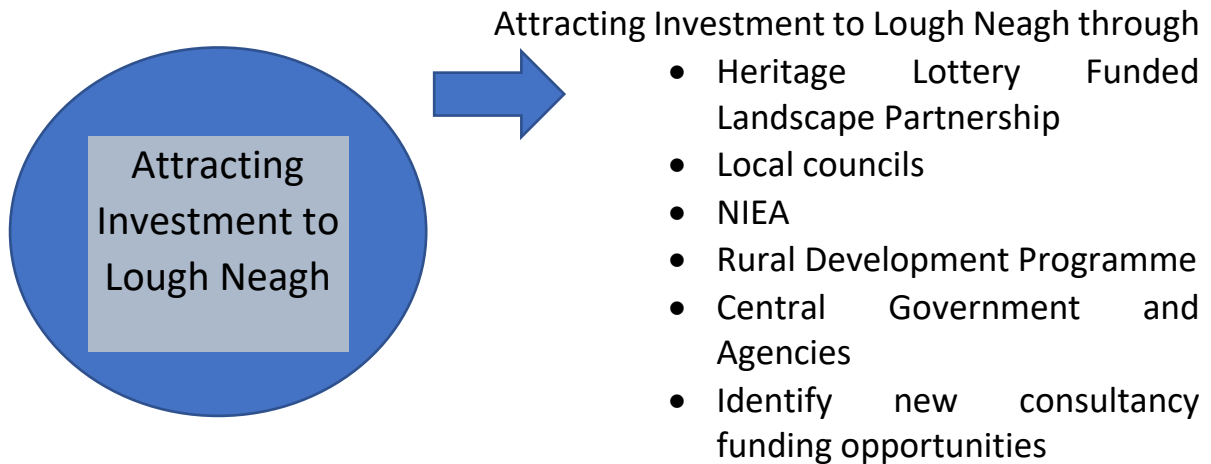 Attracting Investment to Lough Neagh through
• Heritage Lottery Funded
Landscape Partnership
• Local councils
• NIEA
• Rural Development Programme
• Central Government and
Agencies
• Identify new consultancy
funding opportunities
Attracting
Investment to
Lough Neagh